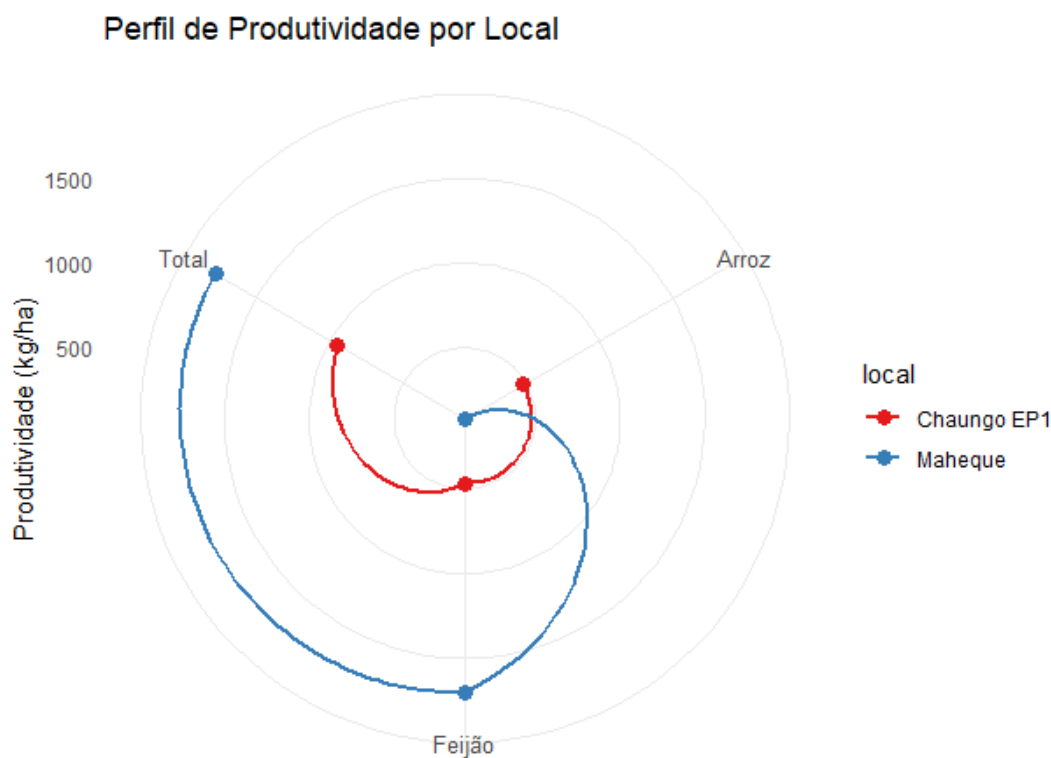 Perfil de Produtividade por Local
1500
1000
500
Produtividade (kg/ha)
Total
Arroz
Feijão
local
Chaungo EP1
Maheque